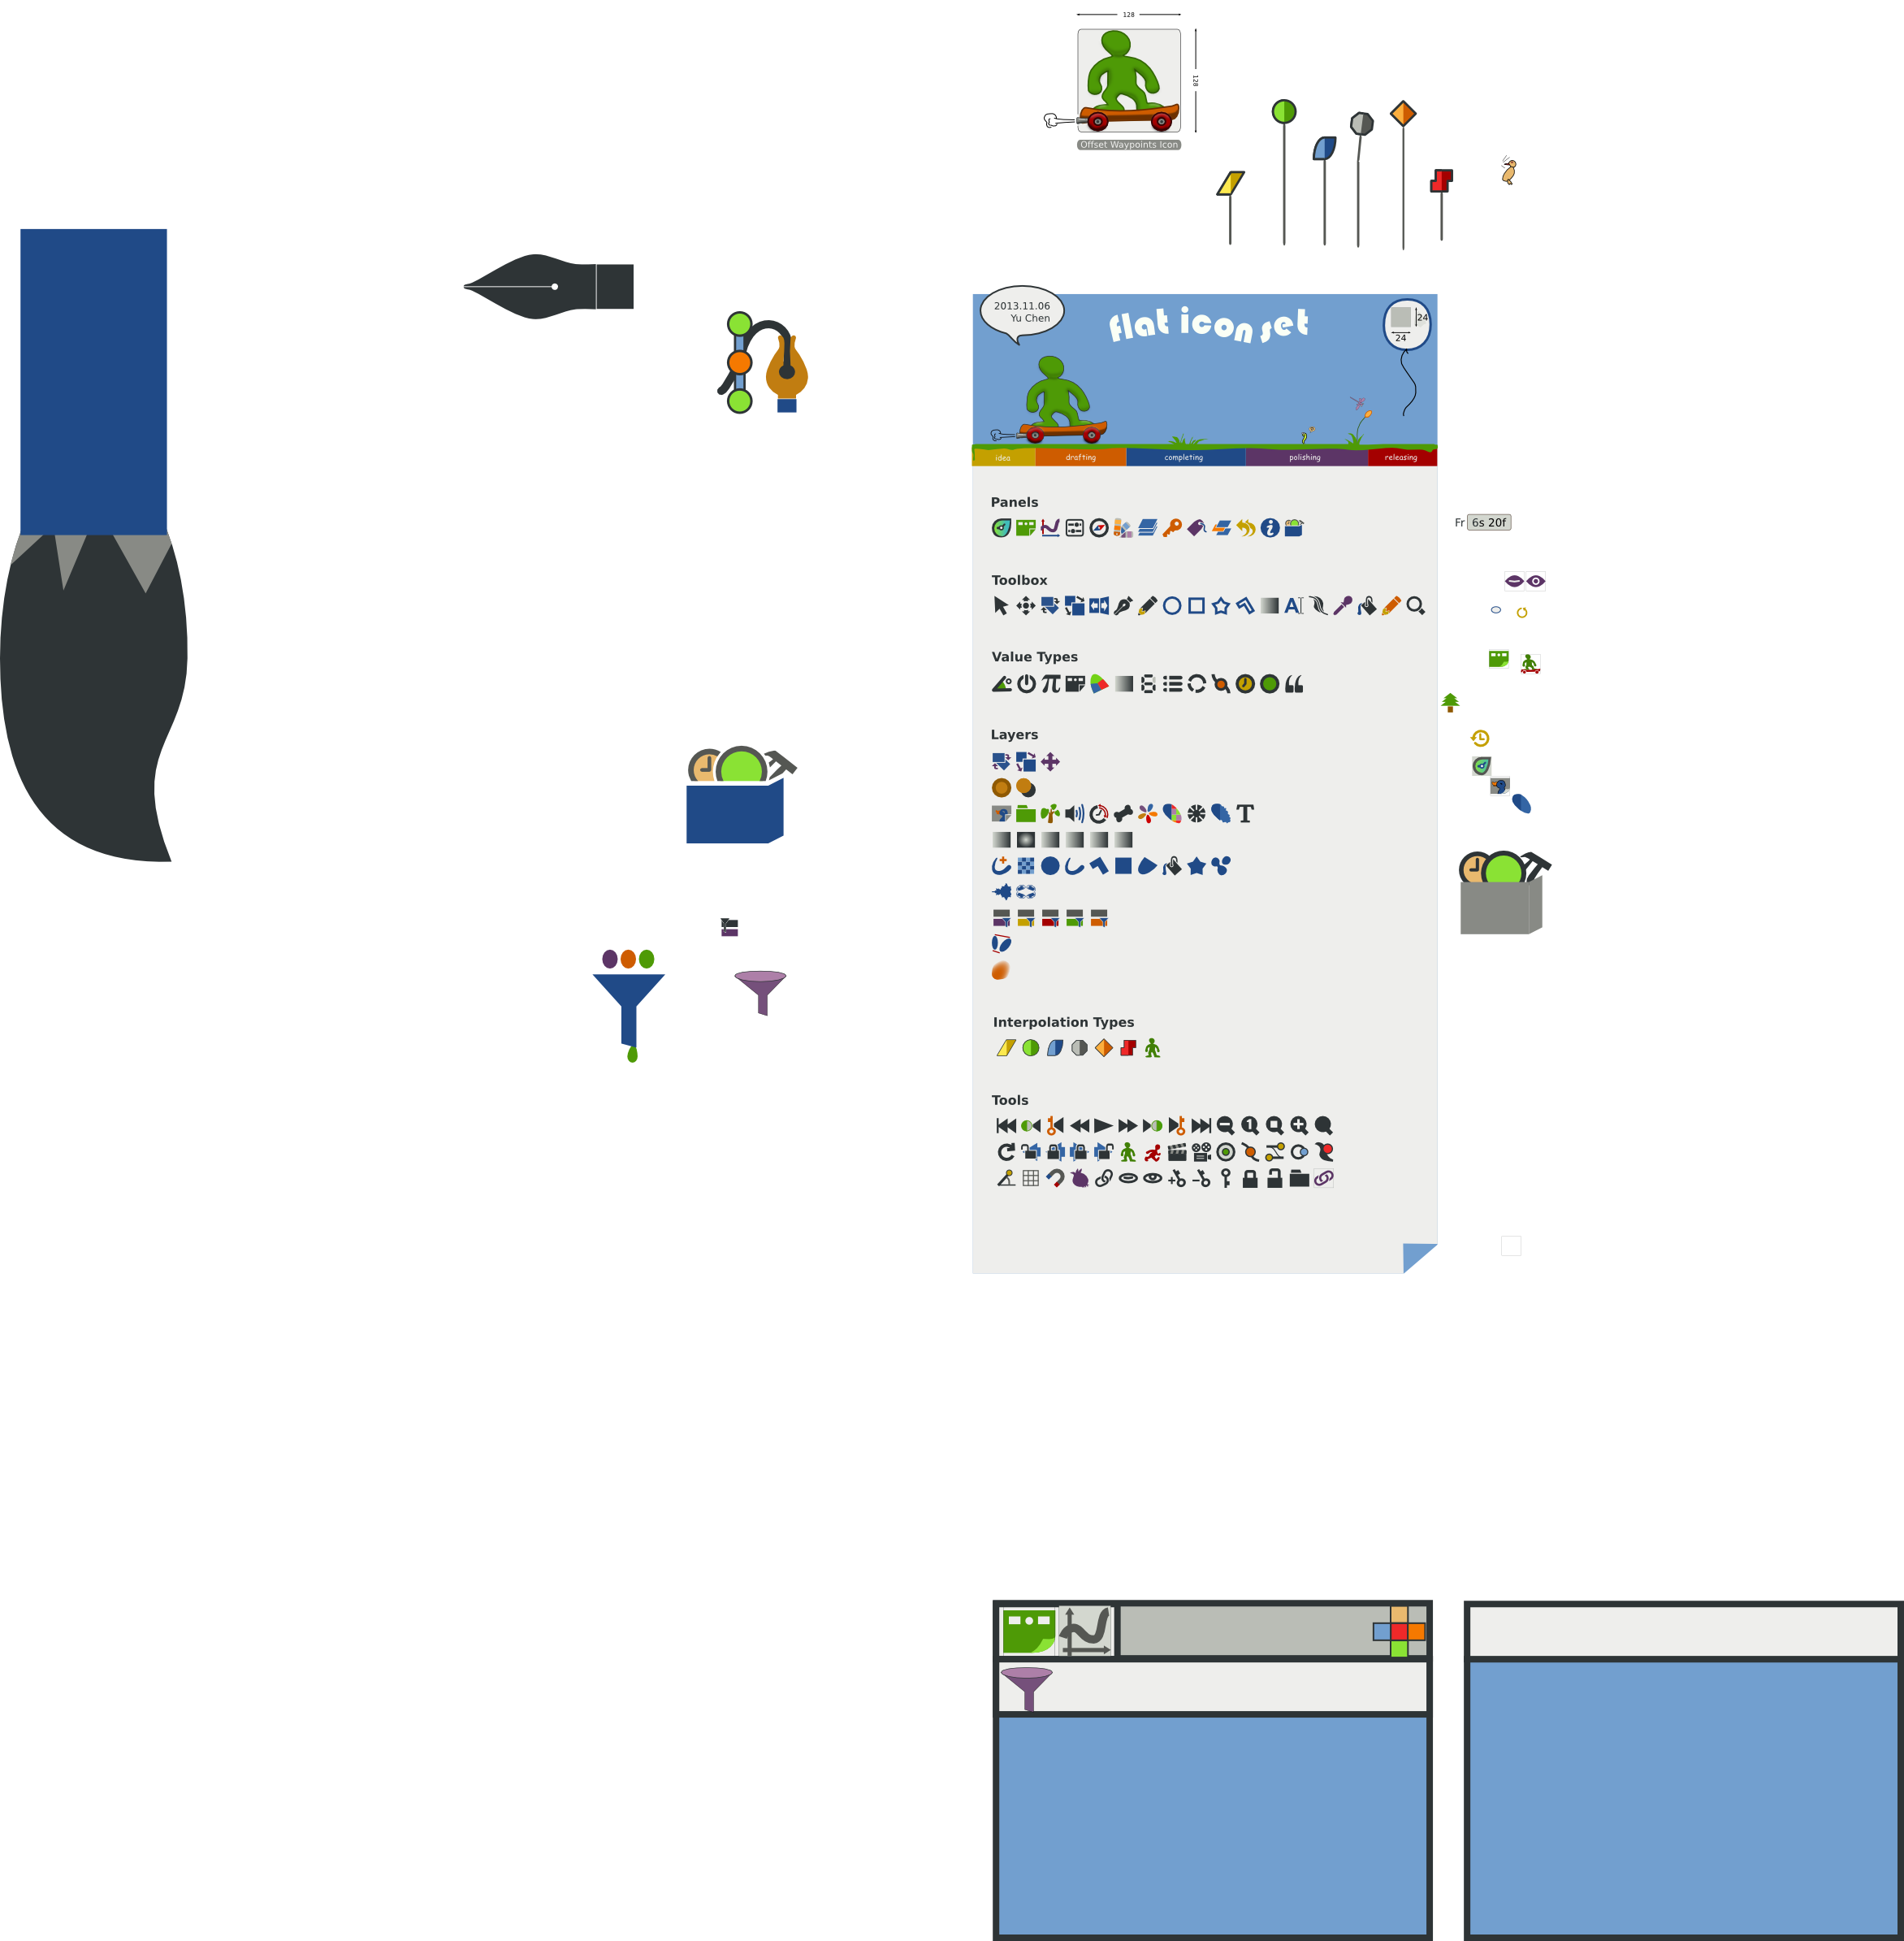 128
128
Offset Waypoints Icon
2013.11.06
Yu Chen
flat icon set
24
24
idea
drafting
completing
polishing
releasing
Panels
Fr 6s 20f
Toolbox
A
Value Types
Layers
T
Interpolation Types
Tools
1